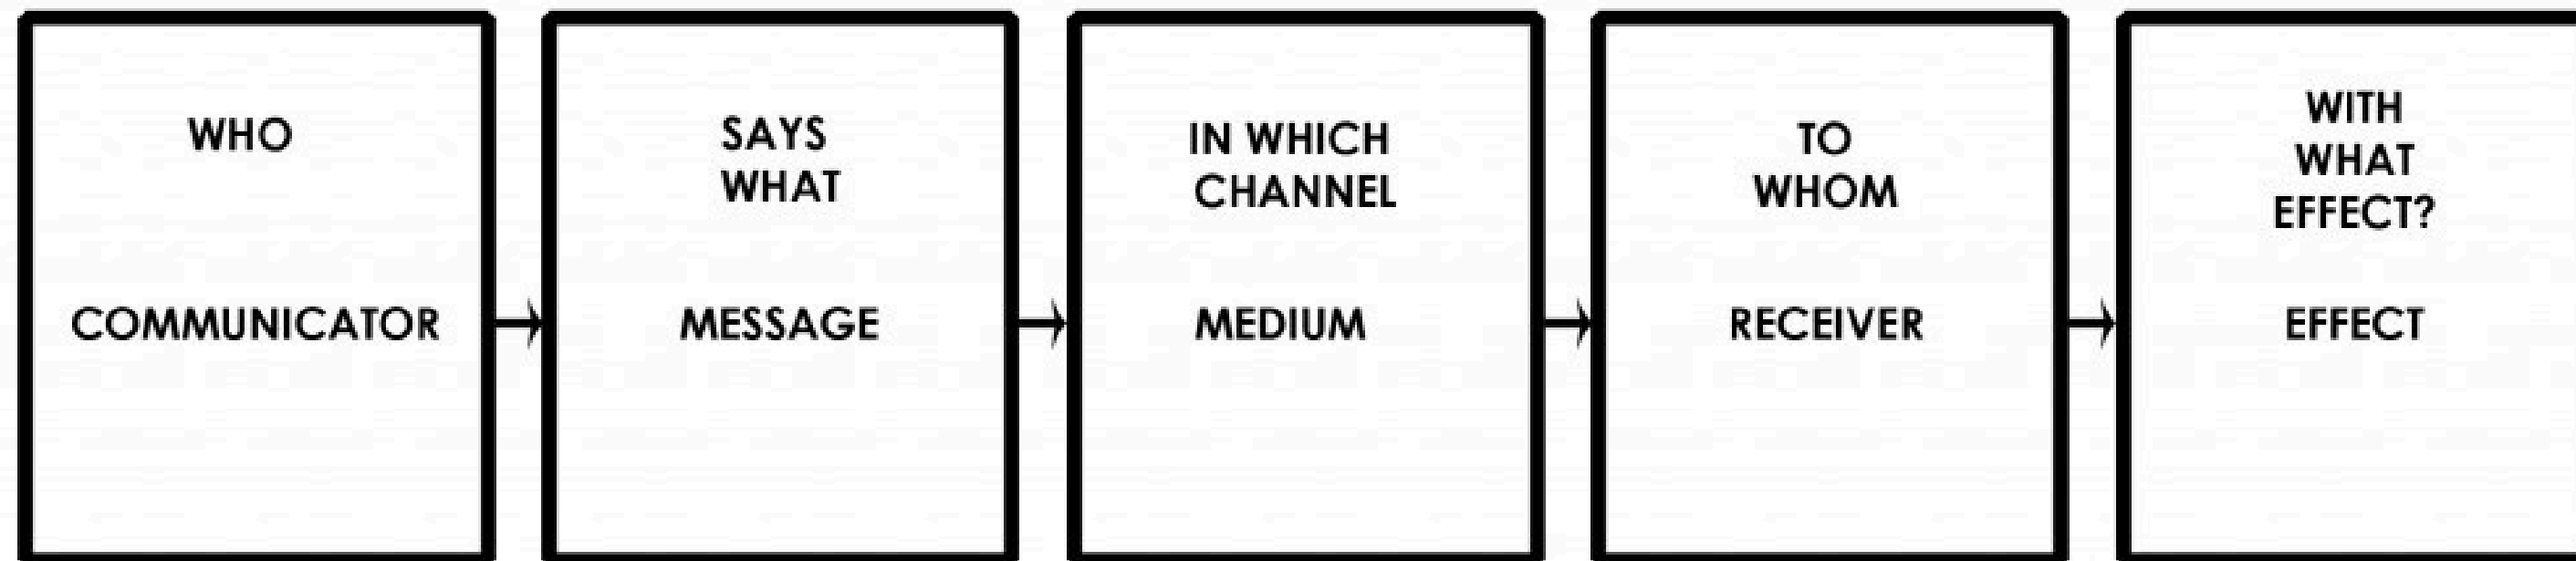 WHO
COMMUNICATOR
SAYS
WHAT
MESSAGE
IN WHICH
CHANNEL
MEDIUM
TO
WHOM
RECEIVER
WITH
WHAT
EFFECT?
EFFECT